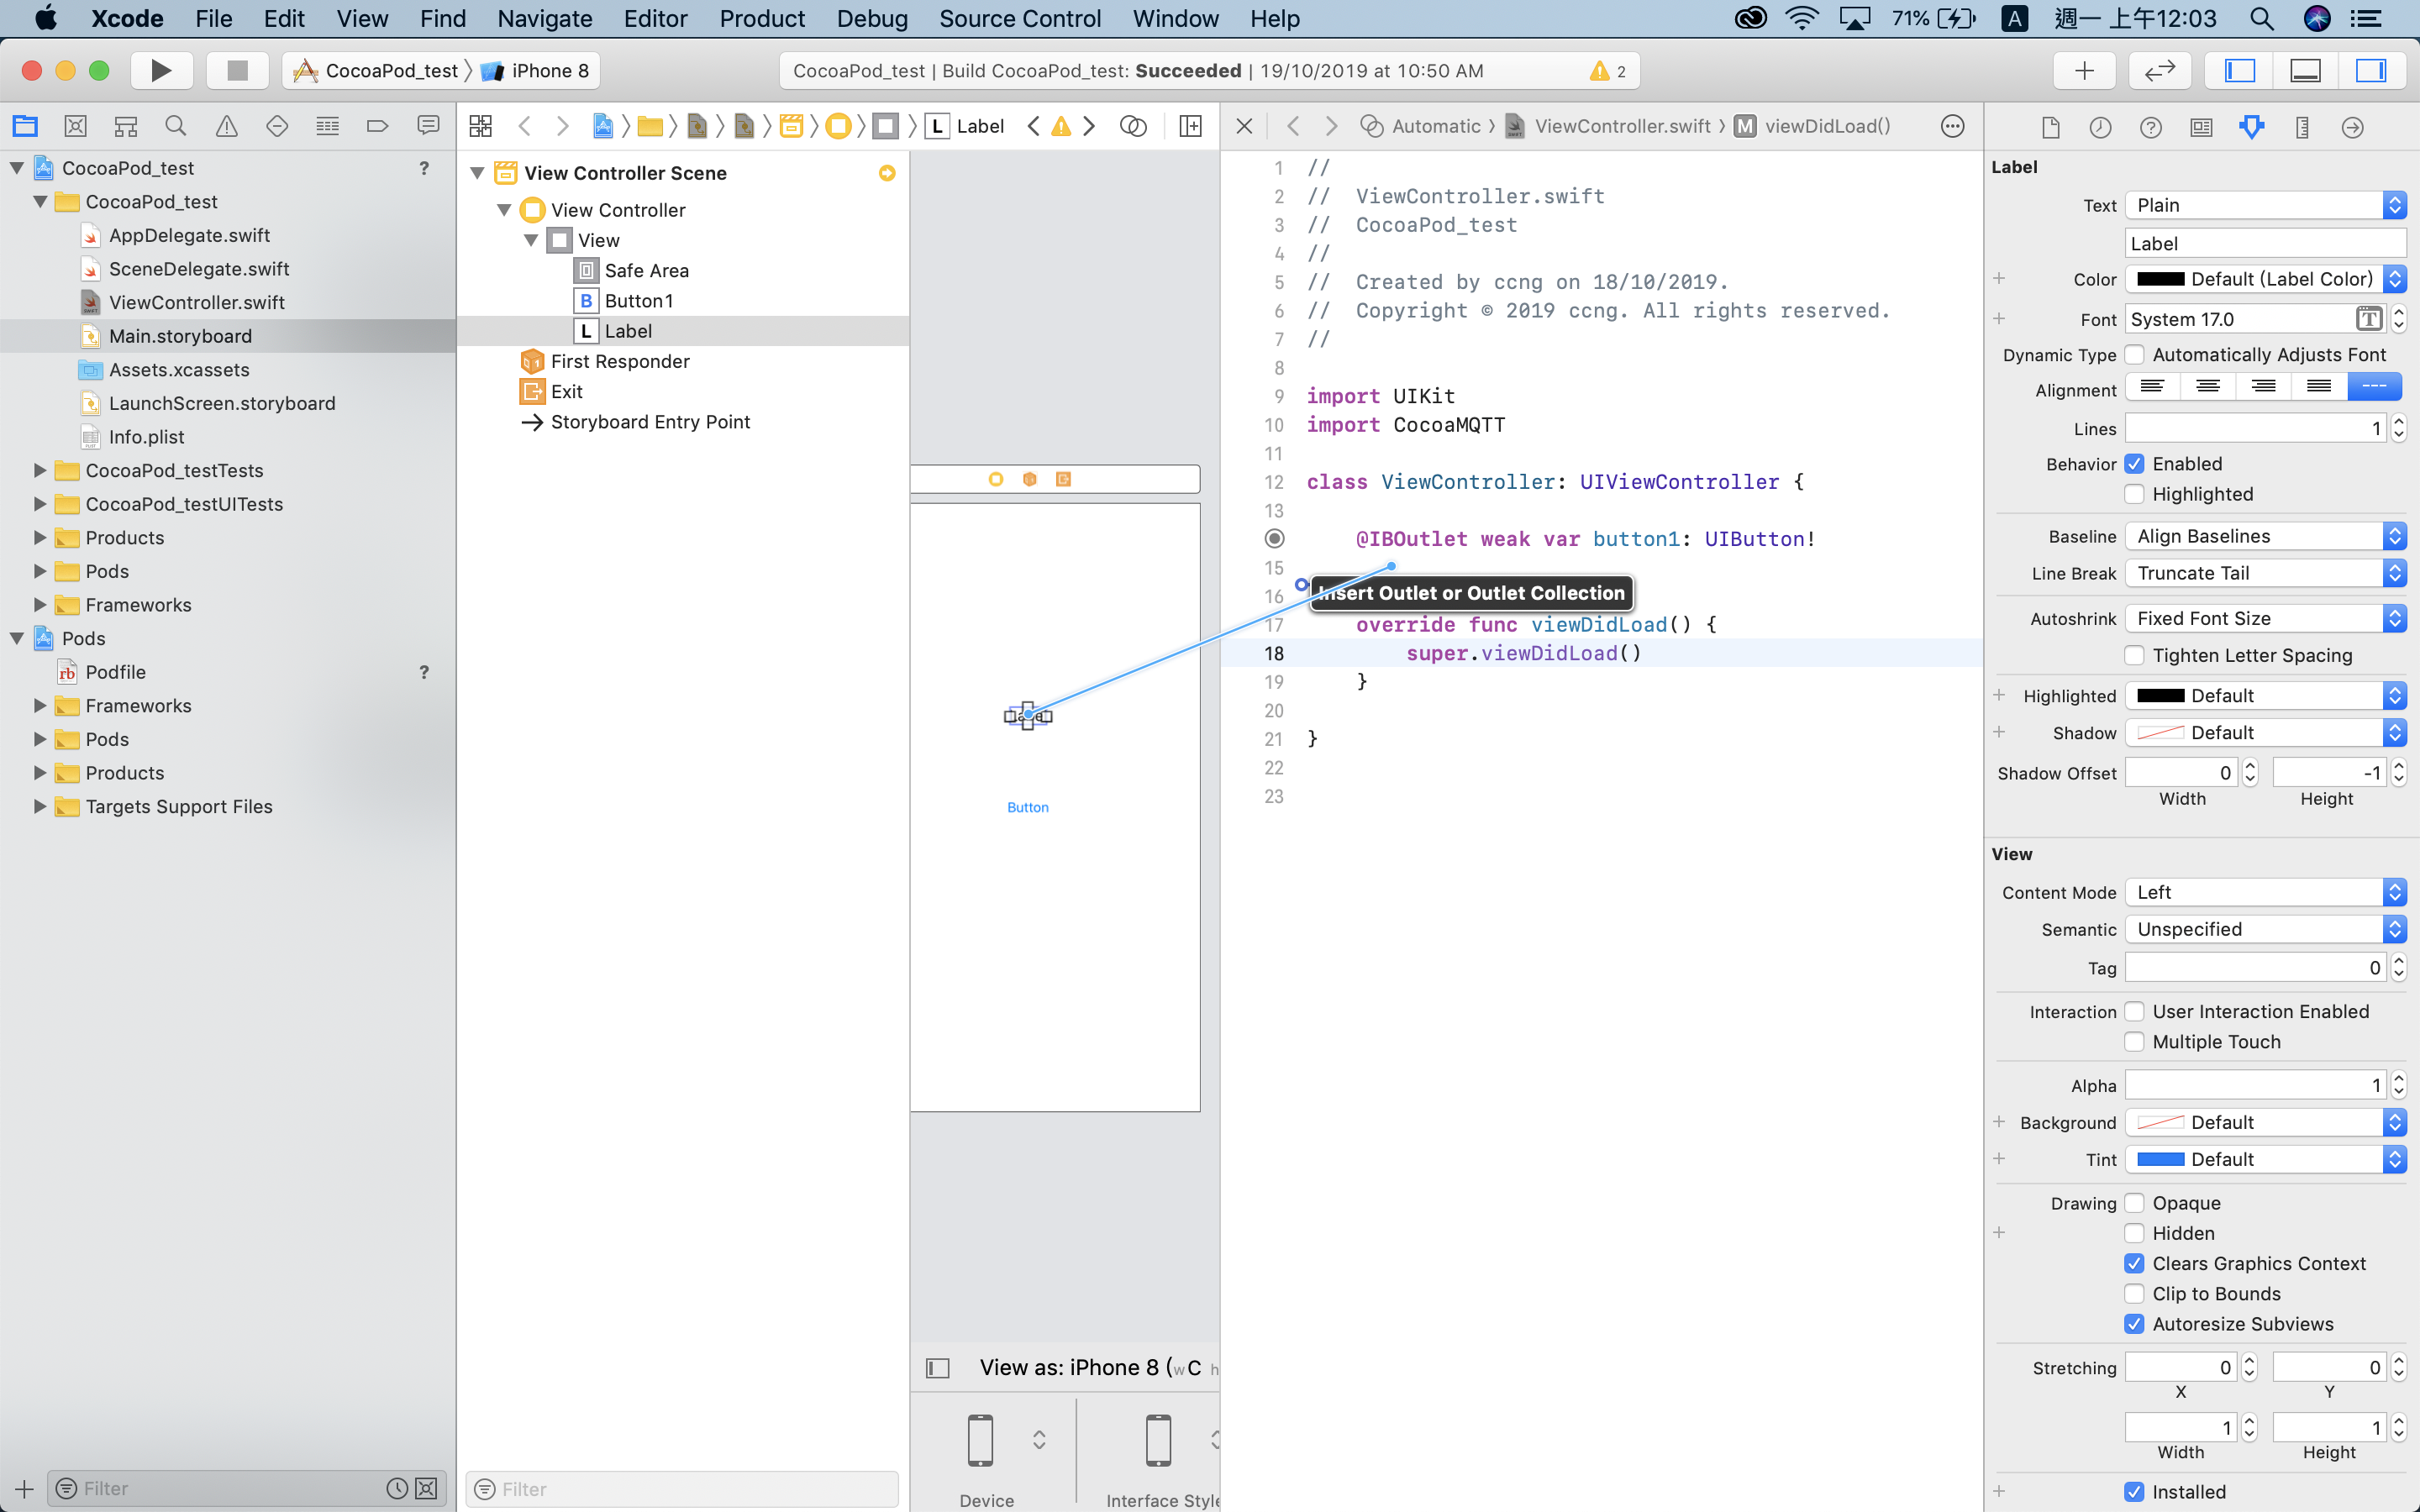 Xcode File Edit View Find Navigate Editor Product Debug Source Control Window Help 71% A 週一 上午12:03
CocoaPod_test iPhone 8
CocoaPod_test | Build CocoaPod_test: Succeeded | 19/10/2019 at 10:50 AM 2
L Label
Automatic ViewController.swift M viewDidLoad()
CocoaPod_test ?
CocoaPod_test
AppDelegate.swift
SceneDelegate.swift
ViewController.swift
Main.storyboard
Assets.xcassets
LaunchScreen.storyboard
Info.plist
CocoaPod_testTests
CocoaPod_testUITests
Products
Pods
Frameworks
Pods
Podfile ?
Frameworks
Pods
Products
Targets Support Files
Filter
View Controller Scene
View Controller
View
Safe Area
B Button1
L Label
First Responder
Exit
Storyboard Entry Point
Filter
Button
View as: iPhone 8 (wC h
Device
Interface Style
1 //
2 // ViewController.swift
3 // CocoaPod_test
4 //
5 // Created by ccng on 18/10/2019.
6 // Copyright © 2019 ccng. All rights reserved.
7 //
8
9 import UIKit
10 import CocoaMQTT
11
12 class ViewController: UIViewController {
13
@IBOutlet weak var button1: UIButton!
15
Insert Outlet or Outlet Collection
16
17 override func viewDidLoad() {
18 super.viewDidLoad()
19 }
20
21 }
22
23
Label
Text Plain
Label
Color Default (Label Color)
Font System 17.0
Dynamic Type Automatically Adjusts Font
Alignment
Lines 1
Behavior Enabled
Highlighted
Baseline Align Baselines
Line Break Truncate Tail
Autoshrink Fixed Font Size
Tighten Letter Spacing
Highlighted Default
Shadow Default
Shadow Offset 0 -1
Width Height
View
Content Mode Left
Semantic Unspecified
Tag 0
Interaction User Interaction Enabled
Multiple Touch
Alpha 1
Background Default
Tint Default
Drawing Opaque
Hidden
Clears Graphics Context
Clip to Bounds
Autoresize Subviews
Stretching 0 0
X Y
1 1
Width Height
Installed